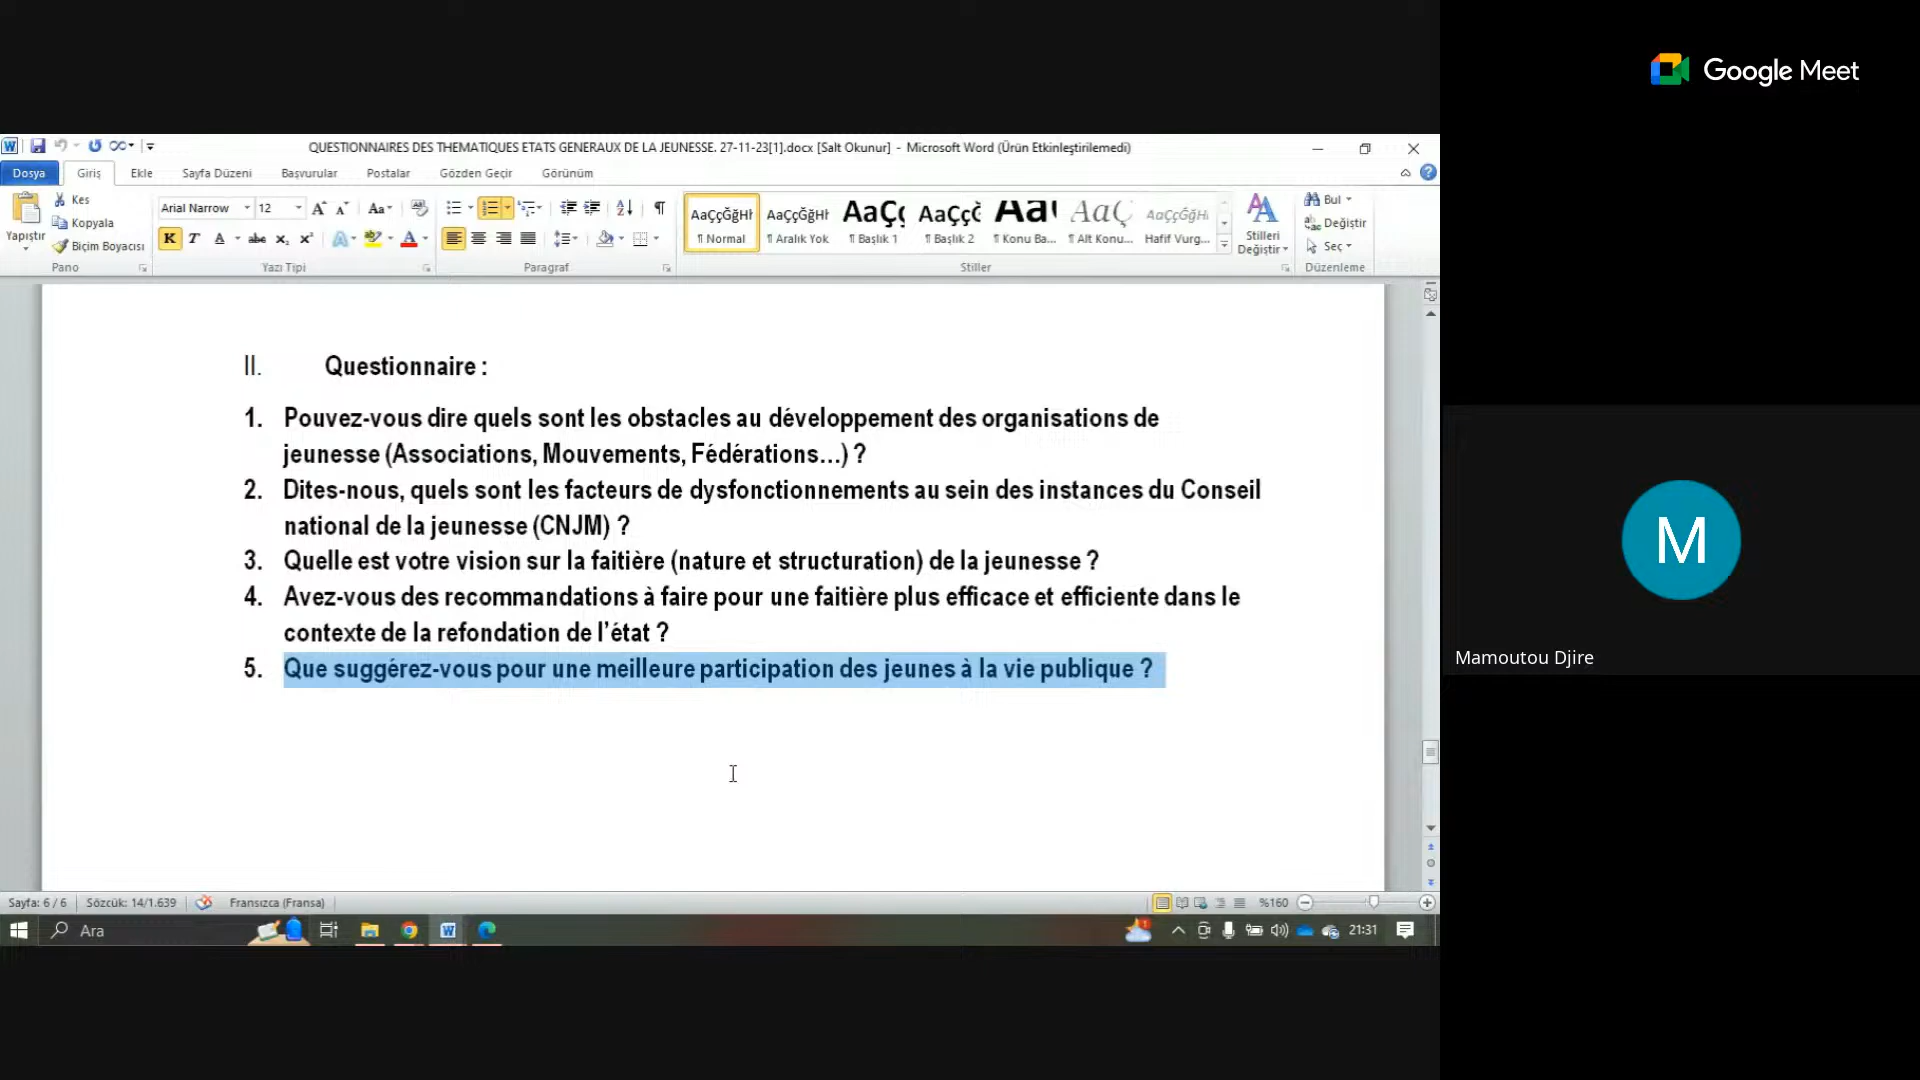 Google Meet
QUESTIONNAIRES DES THEMATIQUES ETATS GENERAUX DE LA JEUNESSE. 27-11-23[1].docx [Salt Okunur] - Microsoft Word (Ürün Etkinleştirilemedi)
Dosya Giriş Ekle Sayfa Düzeni Başvurular Postalar Gözden Geçir Görünüm
Yapıştır
Kes
Kopyala
Biçim Boyacısı
Pano
Arial Narrow 12
Yazı Tipi
Paragraf
AaÇçĞğHł AaÇçĞğHł AaÇç AaÇçĞ AaI AaÇ AaÇçĞğHı
¶ Normal ¶ Aralık Yok ¶ Başlık 1 ¶ Başlık 2 ¶ Konu Ba... ¶ Alt Konu... Hafif Vurg...
Stiller
Stilleri
Değiştir
Bul
Değiştir
Seç
Düzenleme
II. Questionnaire :
1. Pouvez-vous dire quels sont les obstacles au développement des organisations de
jeunesse (Associations, Mouvements, Fédérations…) ?
2. Dites-nous, quels sont les facteurs de dysfonctionnements au sein des instances du Conseil
national de la jeunesse (CNJM) ?
3. Quelle est votre vision sur la faitière (nature et structuration) de la jeunesse ?
4. Avez-vous des recommandations à faire pour une faitière plus efficace et efficiente dans le
contexte de la refondation de l’état ?
5. Que suggérez-vous pour une meilleure participation des jeunes à la vie publique ?
M
Mamoutou Djire
Sayfa: 6 / 6 Sözcük: 14/1.639 Fransızca (Fransa) %160
Ara
21:31